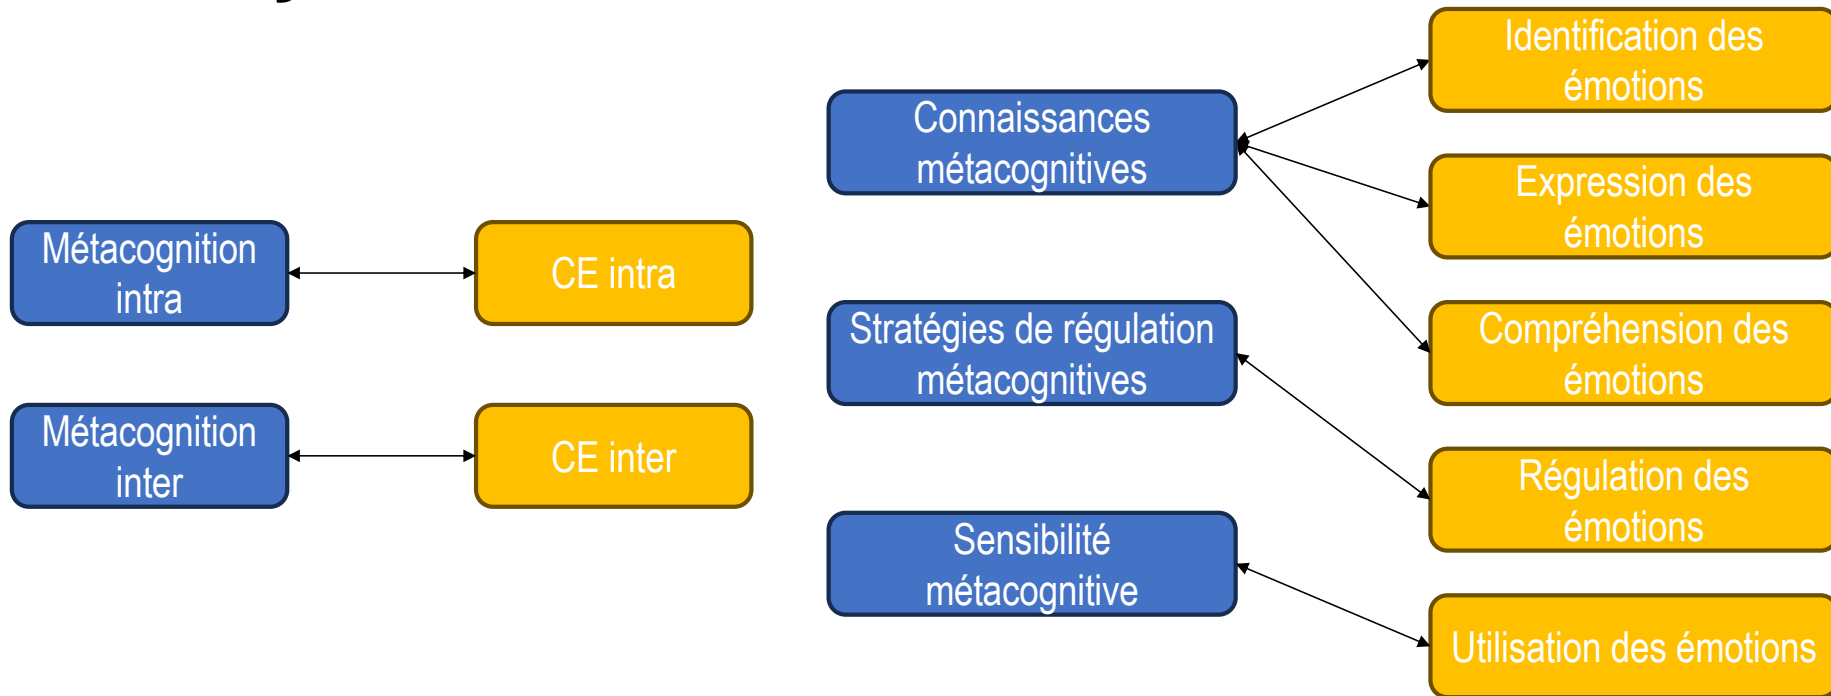 Métacognition
intra
CE intra
Métacognition
inter
CE inter
Connaissances
métacognitives
Stratégies de régulation
métacognitives
Sensibilité
métacognitive
Identification des
émotions
Expression des
émotions
Compréhension des
émotions
Régulation des
émotions
Utilisation des émotions